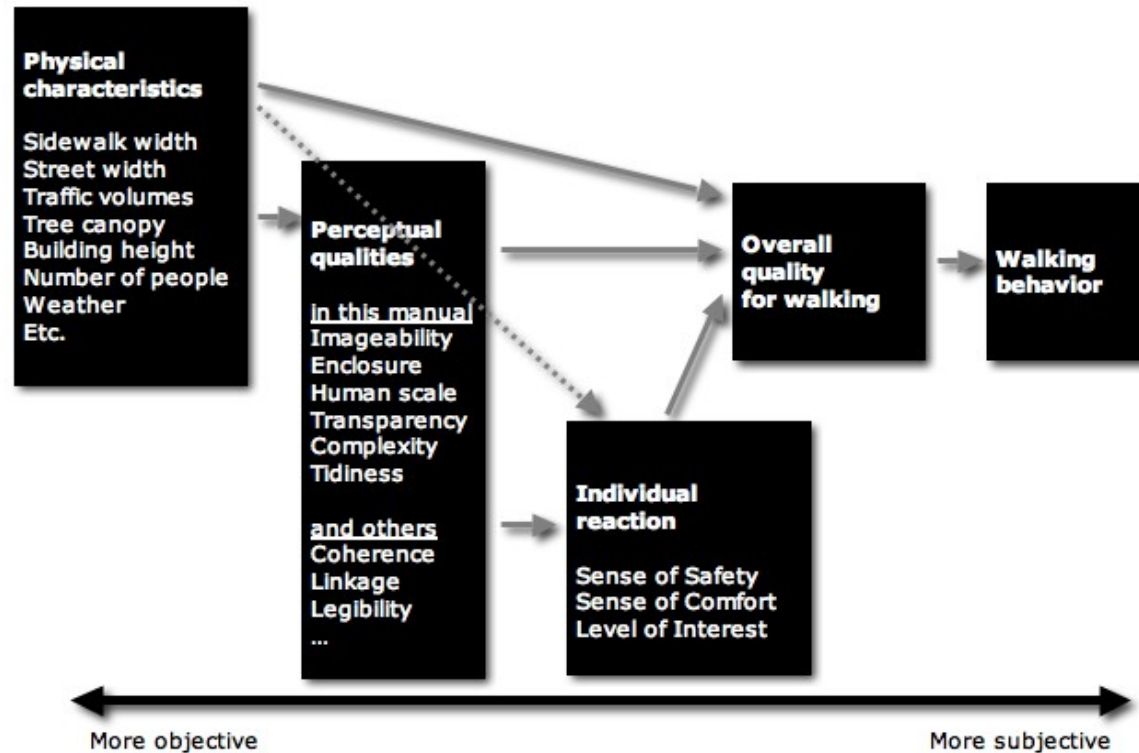 Physical
characteristics
Sidewalk width
Street width
Traffic volumes
Tree canopy
Building height
Number of people
Weather
Etc.
Perceptual
qualities
in this manual
Imageability
Enclosure
Human scale
Transparency
Complexity
Tidiness
and others
Coherence
Linkage
Legibility
...
Individual
reaction
Sense of Safety
Sense of Comfort
Level of Interest
Overall
quality
for walking
Walking
behavior
More objective
More subjective